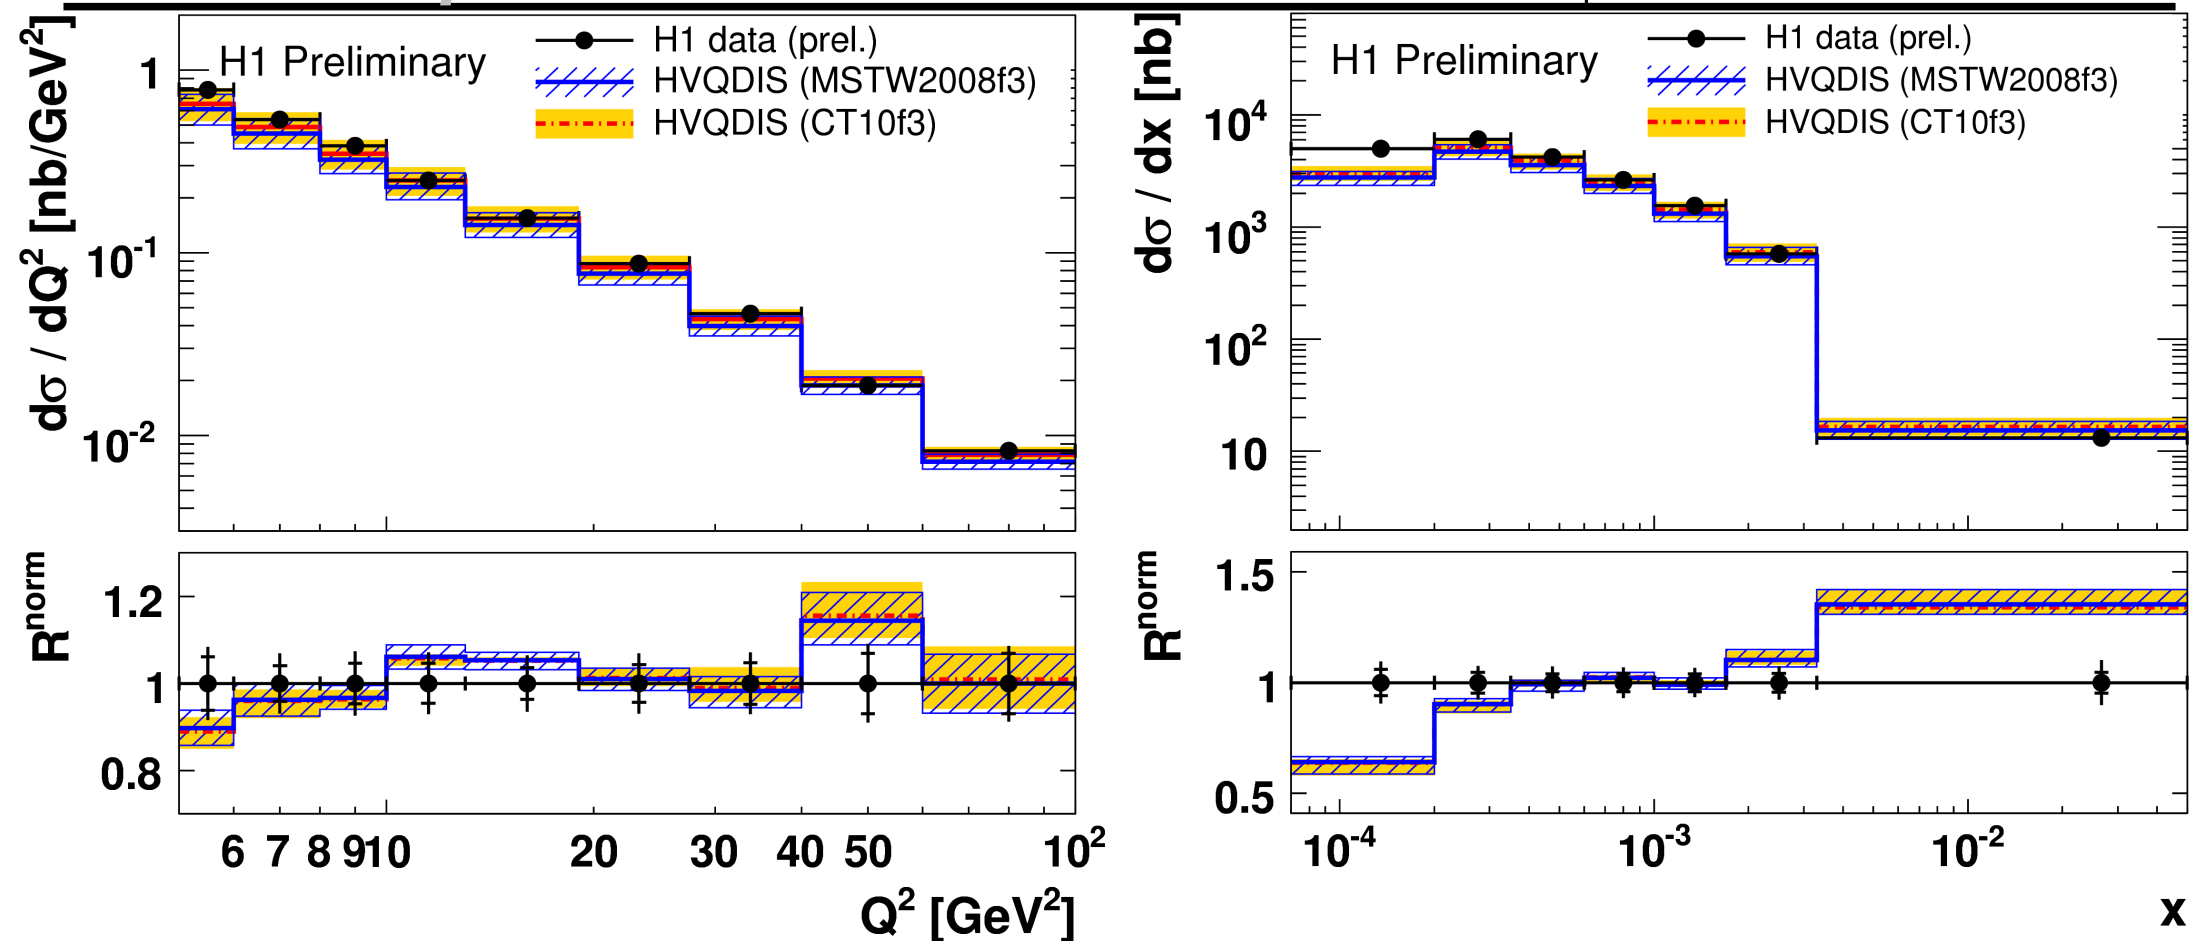 dσ / dQ² [nb/GeV²]
H1 Preliminary
H1 data (prel.)
HVQDIS (MSTW2008f3)
HVQDIS (CT10f3)
1
10⁻¹
10⁻²
Rⁿᵒʳᵐ
1.2
1
0.8
6 7 8 9 10 20 30 40 50 10²
Q² [GeV²]
dσ / dx [nb]
H1 Preliminary
H1 data (prel.)
HVQDIS (MSTW2008f3)
HVQDIS (CT10f3)
10⁴
10³
10²
10
Rⁿᵒʳᵐ
1.5
1
0.5
10⁻⁴ 10⁻³ 10⁻²
x